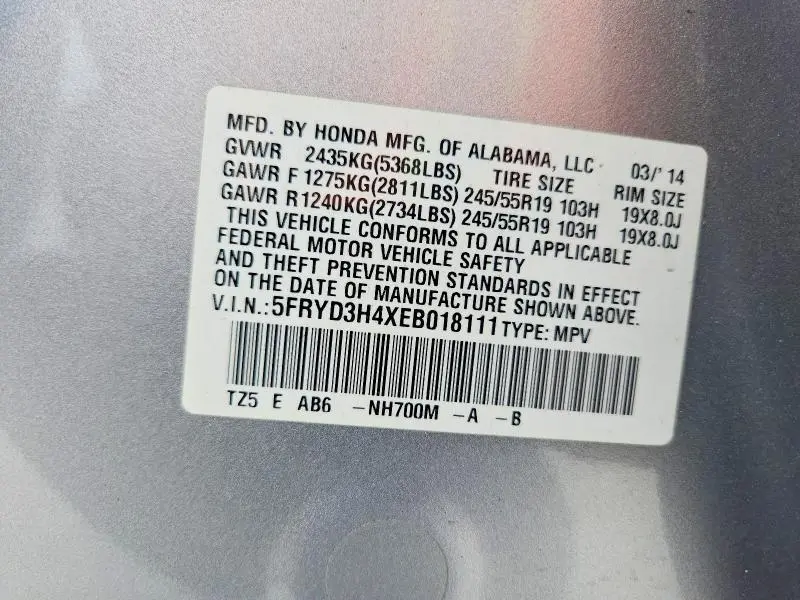 MFD. BY HONDA MFG. OF ALABAMA, LLC 03/'14
GVWR 2435KG(5368LBS) TIRE SIZE RIM SIZE
GAWR F 1275KG(2811LBS) 245/55R19 103H 19X8.0J
GAWR R 1240KG(2734LBS) 245/55R19 103H 19X8.0J
THIS VEHICLE CONFORMS TO ALL APPLICABLE
FEDERAL MOTOR VEHICLE SAFETY
AND THEFT PREVENTION STANDARDS IN EFFECT
ON THE DATE OF MANUFACTURE SHOWN ABOVE.
V.I.N.: 5FRYD3H4XEB018111 TYPE: MPV
TZ5 E AB6 -NH700M -A -B